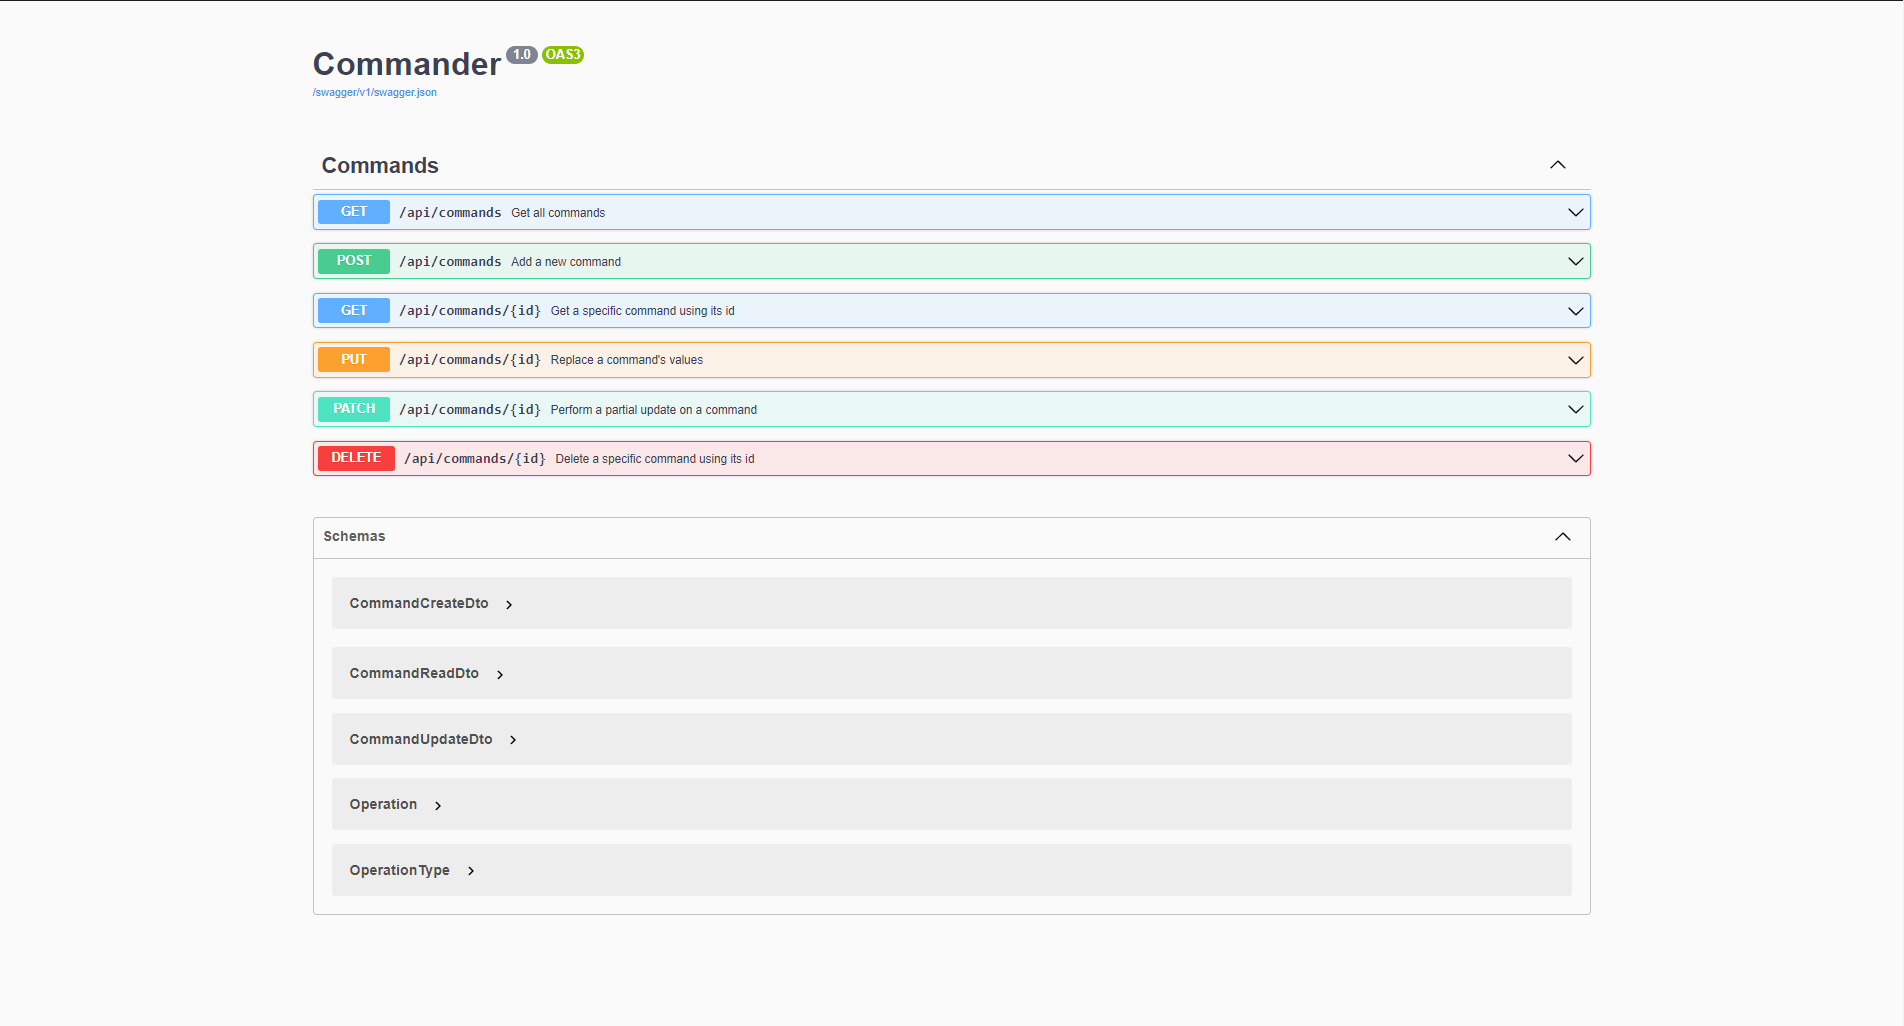 Commander 1.0 OAS3
/swagger/v1/swagger.json
Commands
GET /api/commands Get all commands
POST /api/commands Add a new command
GET /api/commands/{id} Get a specific command using its id
PUT /api/commands/{id} Replace a command's values
PATCH /api/commands/{id} Perform a partial update on a command
DELETE /api/commands/{id} Delete a specific command using its id
Schemas
CommandCreateDto
CommandReadDto
CommandUpdateDto
Operation
OperationType